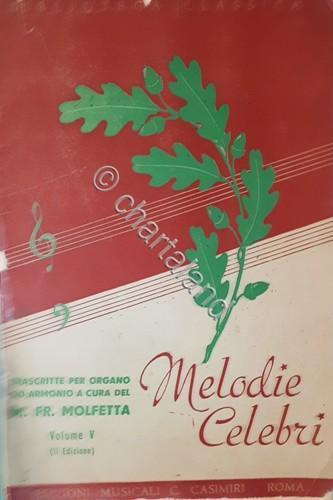 BIBLIOTECA CLASSICA
© chartaland
TRASCRITTE PER ORGANO
OD ARMONIO A CURA DEL
M. FR. MOLFETTA
Volume V
(II Edizione)
Melodie
Celebri
EDIZIONI MUSICALI C. CASIMIRI ROMA